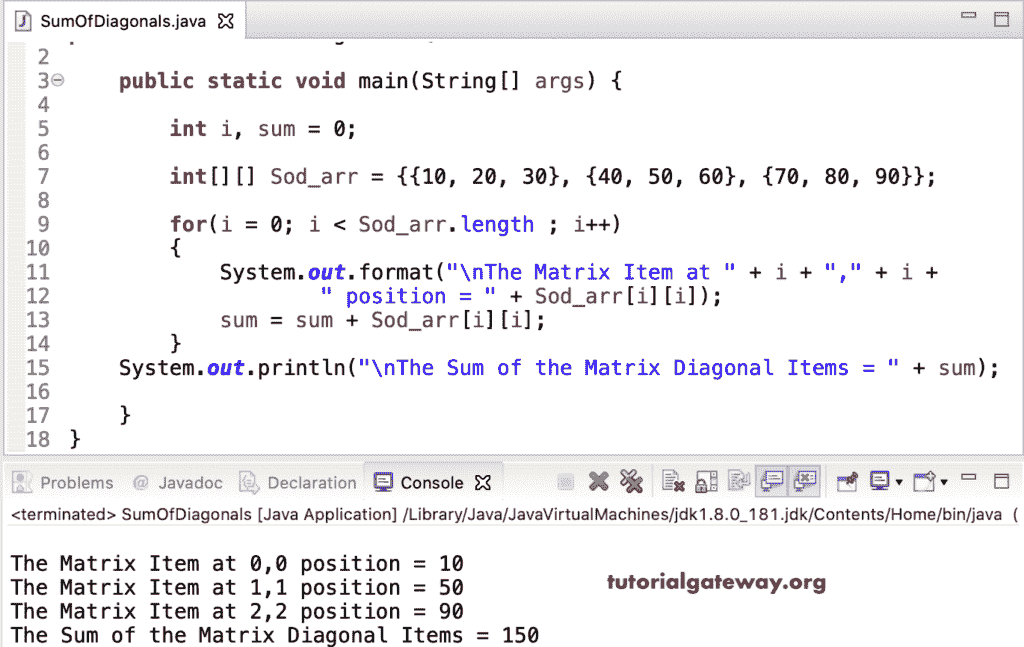 SumOfDiagonals.java
2
3 public static void main(String[] args) {
4
5 int i, sum = 0;
6
7 int[][] Sod_arr = {{10, 20, 30}, {40, 50, 60}, {70, 80, 90}};
8
9 for(i = 0; i < Sod_arr.length ; i++)
10 {
11 System.out.format("\nThe Matrix Item at " + i + "," + i +
12 " position = " + Sod_arr[i][i]);
13 sum = sum + Sod_arr[i][i];
14 }
15 System.out.println("\nThe Sum of the Matrix Diagonal Items = " + sum);
16
17 }
18 }
Problems @ Javadoc Declaration Console
<terminated> SumOfDiagonals [Java Application] /Library/Java/JavaVirtualMachines/jdk1.8.0_181.jdk/Contents/Home/bin/java (
The Matrix Item at 0,0 position = 10
The Matrix Item at 1,1 position = 50
The Matrix Item at 2,2 position = 90
The Sum of the Matrix Diagonal Items = 150
tutorialgateway.org